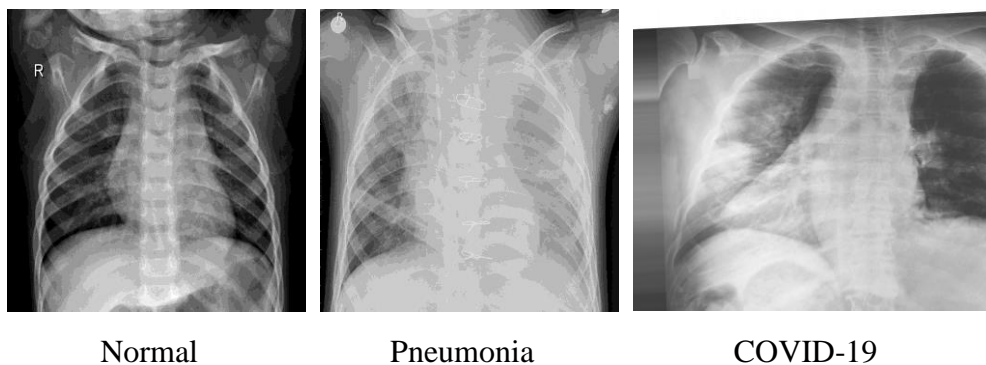 R
R
Normal
Pneumonia
COVID-19